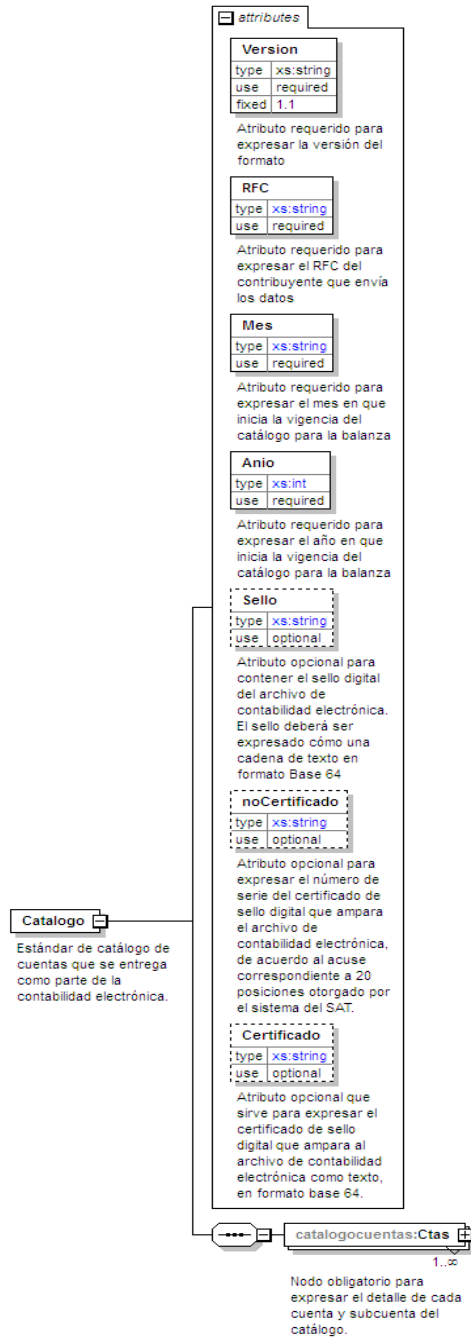 attributes
Version
type xs:string
use required
fixed 1.1
Atributo requerido para
expresar la versión del
formato
RFC
type xs:string
use required
Atributo requerido para
expresar el RFC del
contribuyente que envía
los datos
Mes
type xs:string
use required
Atributo requerido para
expresar el mes en que
inicia la vigencia del
catálogo para la balanza
Anio
type xs:int
use required
Atributo requerido para
expresar el año en que
inicia la vigencia del
catálogo para la balanza
Sello
type xs:string
use optional
Atributo opcional para
contener el sello digital
del archivo de
contabilidad electrónica.
El sello deberá ser
expresado cómo una
cadena de texto en
formato Base 64
noCertificado
type xs:string
use optional
Atributo opcional para
expresar el número de
serie del certificado de
sello digital que ampara
el archivo de
contabilidad electrónica,
de acuerdo al acuse
correspondiente a 20
posiciones otorgado por
el sistema del SAT.
Catalogo
Estándar de catálogo de
cuentas que se entrega
como parte de la
contabilidad electrónica.
Certificado
type xs:string
use optional
Atributo opcional que
sirve para expresar el
certificado de sello
digital que ampara al
archivo de contabilidad
electrónica como texto,
en formato base 64.
catalogocuentas:Ctas
1..∞
Nodo obligatorio para
expresar el detalle de cada
cuenta y subcuenta del
catálogo.